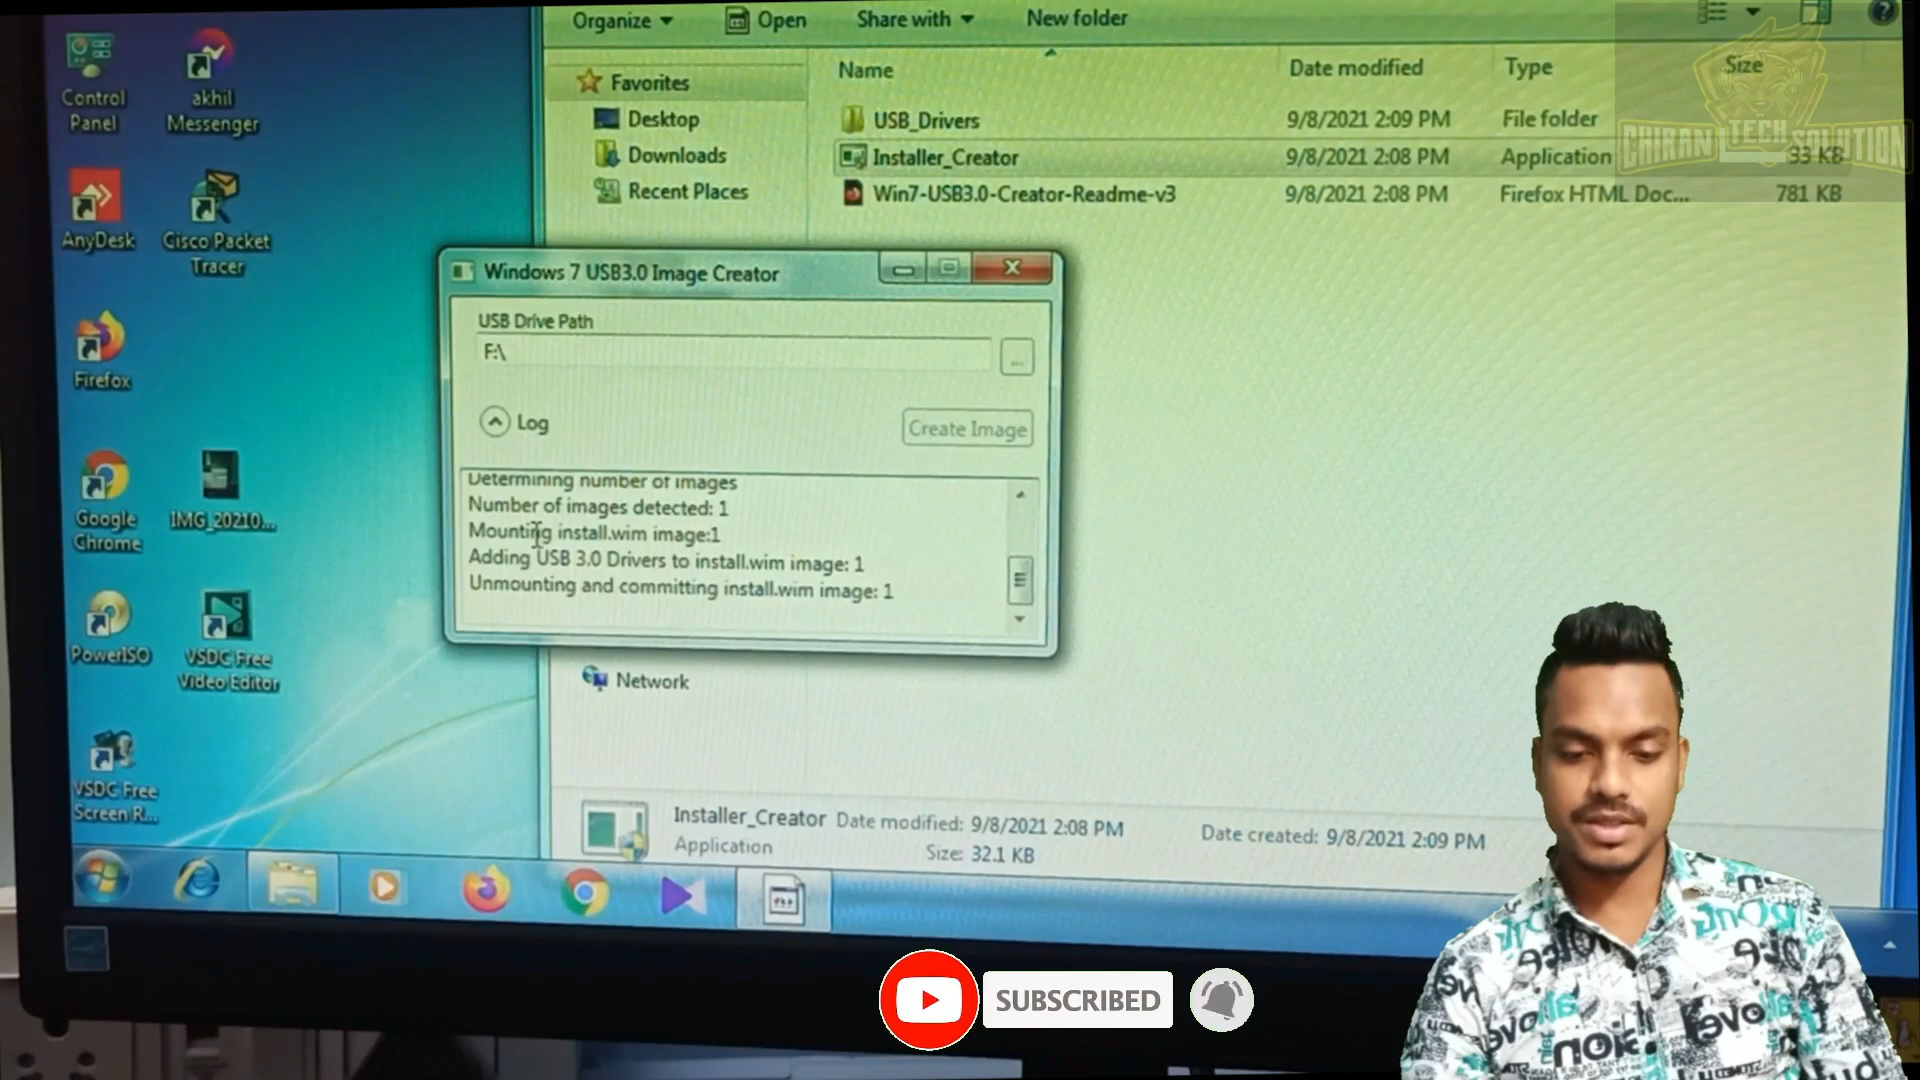 Organize
Open
Share with
New folder
Name
Date modified
Type
Size
Favorites
Desktop
Downloads
Recent Places
USB_Drivers
9/8/2021 2:09 PM
File folder
Installer_Creator
9/8/2021 2:08 PM
Application
33 KB
Win7-USB3.0-Creator-Readme-v3
9/8/2021 2:08 PM
Firefox HTML Doc...
781 KB
CHIRAN TECH SOLUTION
Control
Panel
akhil
Messenger
AnyDesk
Cisco Packet
Tracer
Firefox
Google
Chrome
IMG_20210...
PowerISO
VSDC Free
Video Editor
VSDC Free
Screen R...
Windows 7 USB3.0 Image Creator
USB Drive Path
F:\
...
Log
Create Image
Determining number of images
Number of images detected: 1
Mounting install.wim image:1
Adding USB 3.0 Drivers to install.wim image: 1
Unmounting and committing install.wim image: 1
Network
Installer_Creator
Date modified: 9/8/2021 2:08 PM
Date created: 9/8/2021 2:09 PM
Application
Size: 32.1 KB
SUBSCRIBED